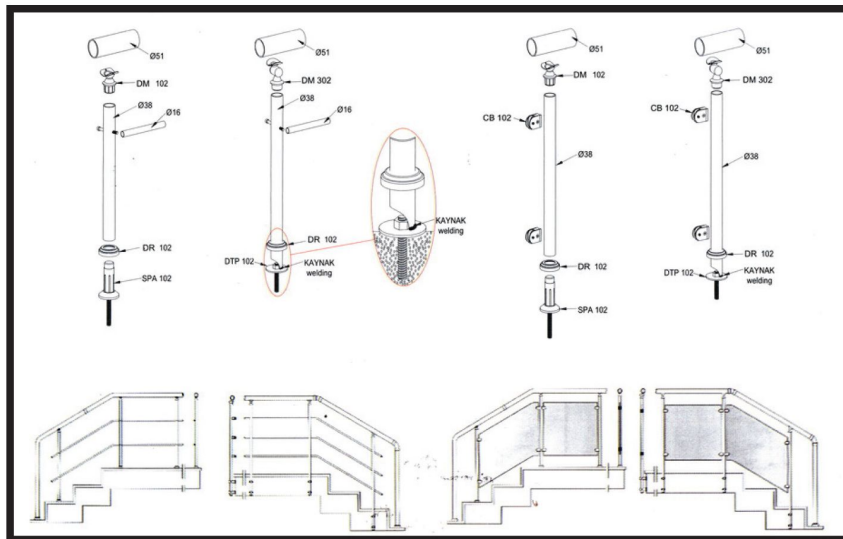 Ø51
DM 102
Ø38
Ø16
DR 102
SPA 102
Ø51
DM 302
Ø38
Ø16
DR 102
DTP 102
KAYNAK
welding
KAYNAK
welding
Ø51
DM 102
CB 102
Ø38
DR 102
SPA 102
Ø51
DM 302
CB 102
Ø38
DR 102
DTP 102
KAYNAK
welding